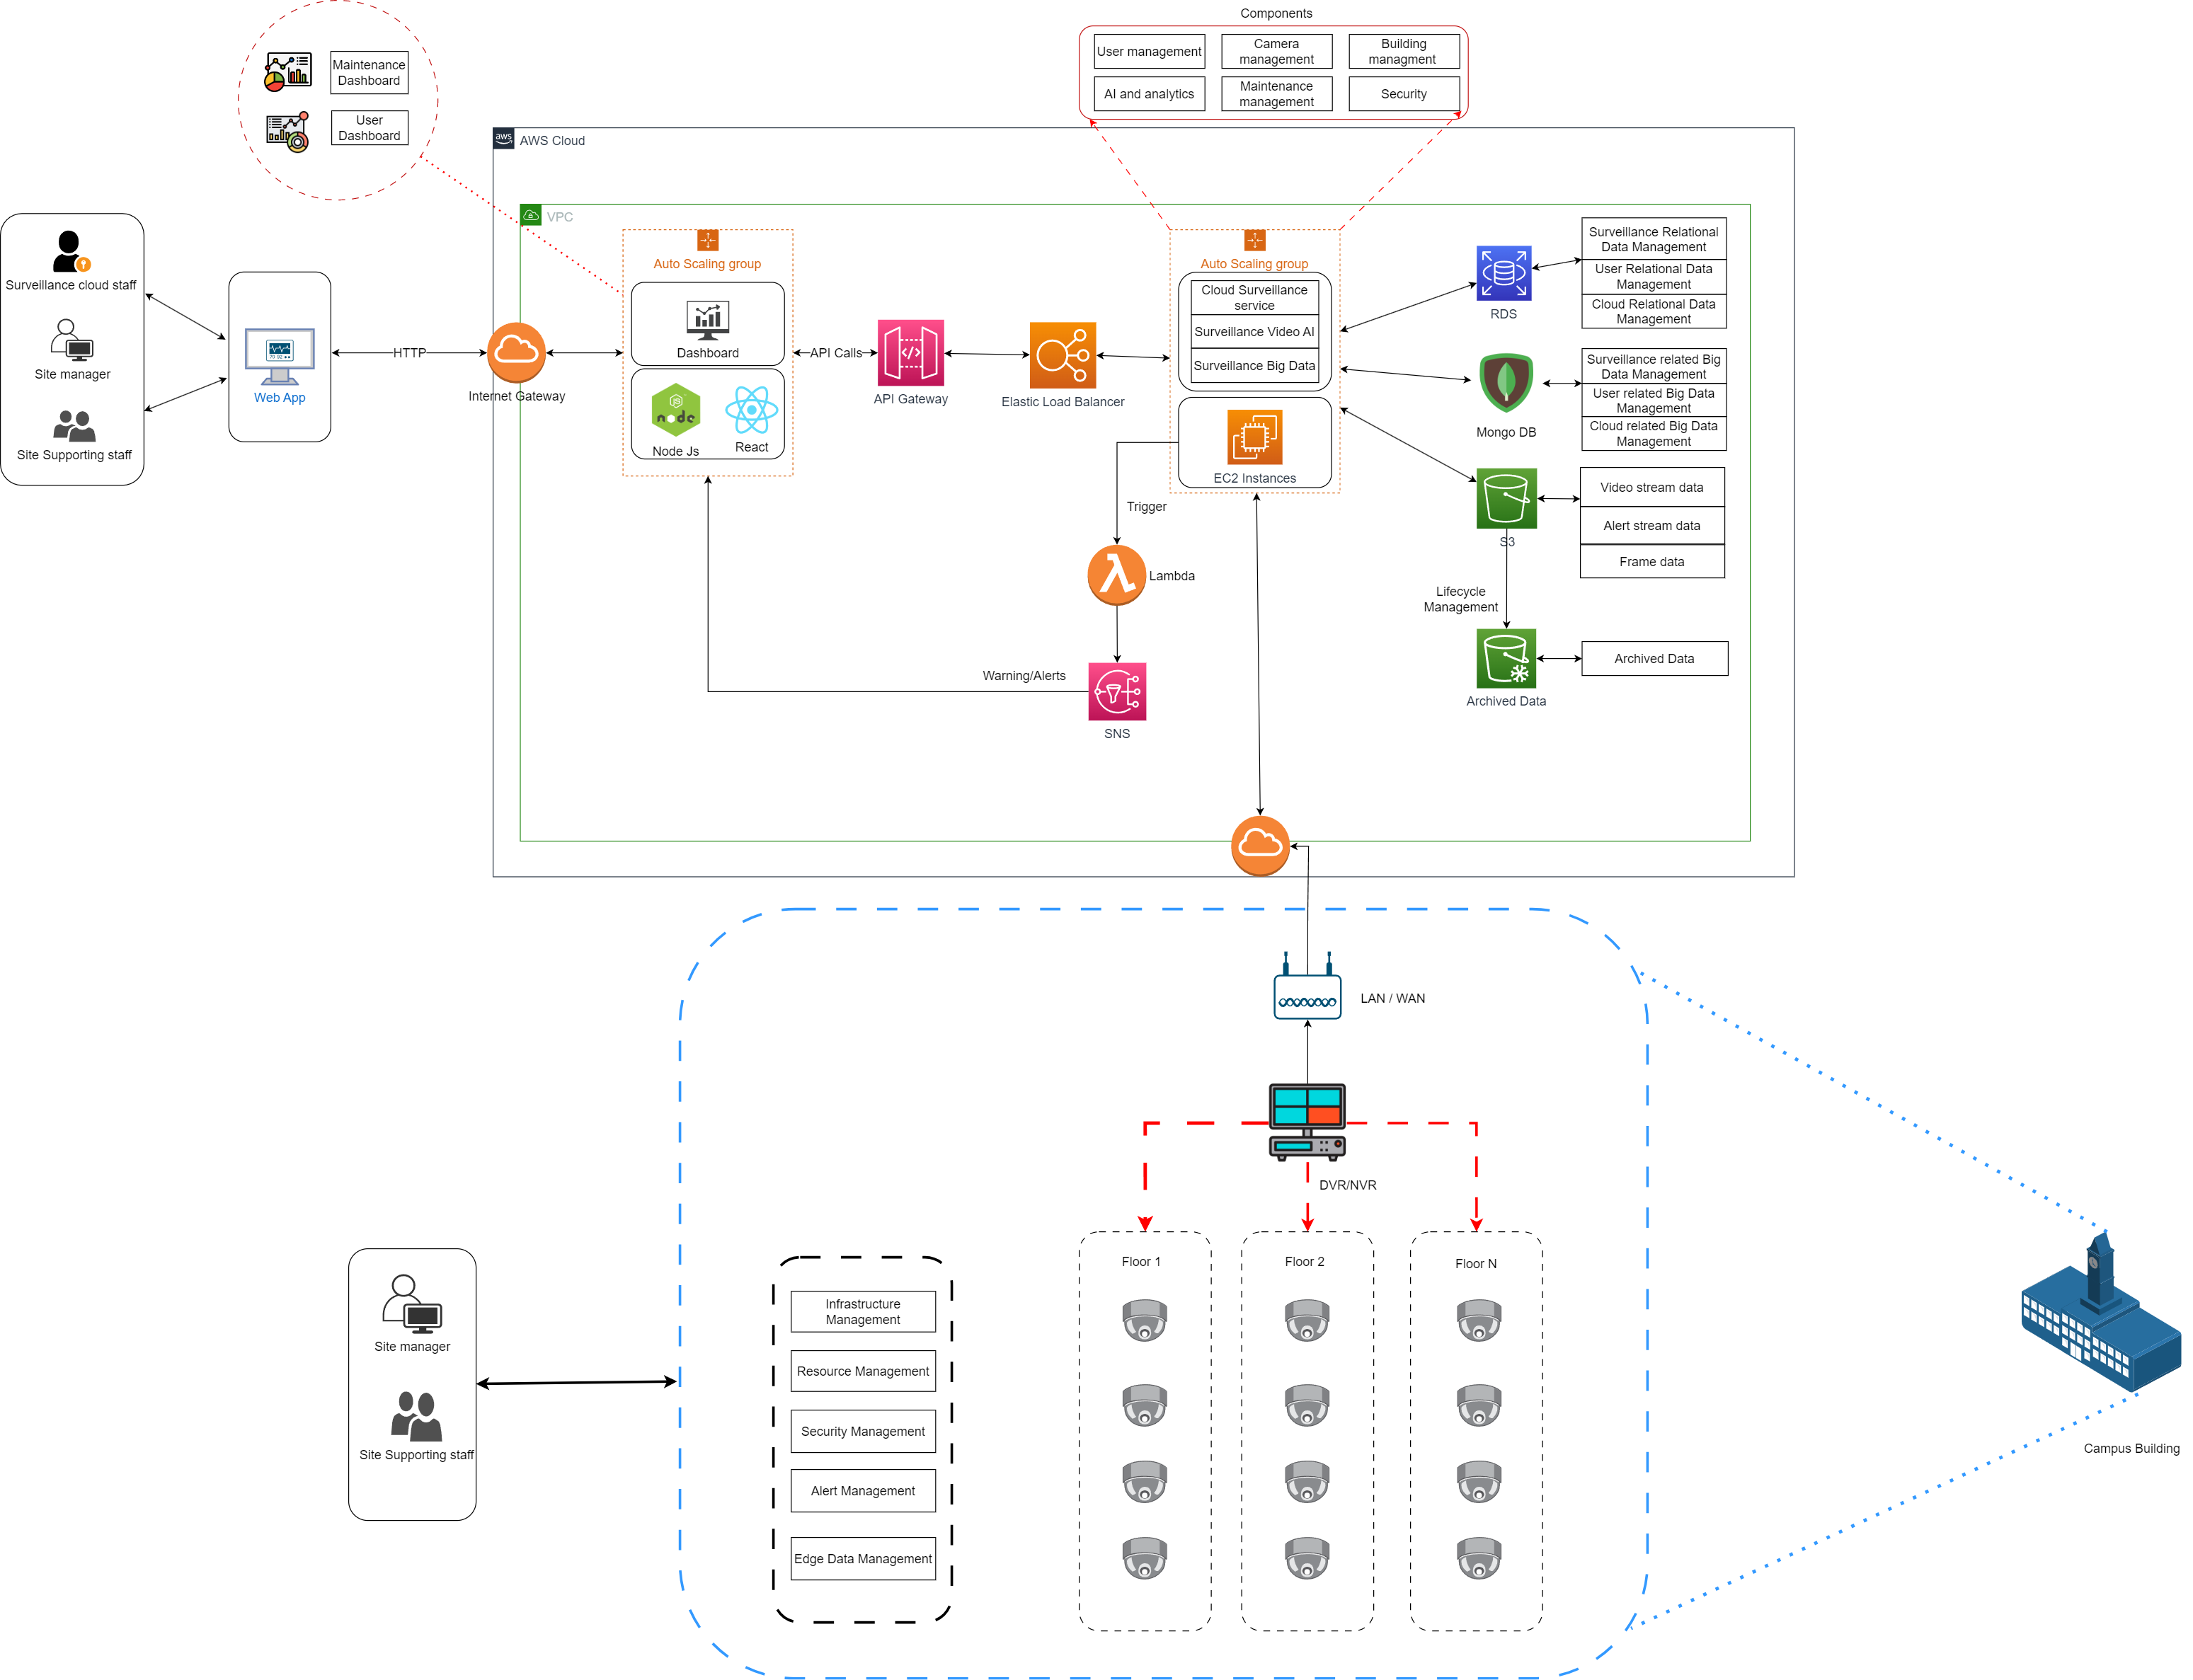 Components
User management
Camera
management
Building
managment
AI and analytics
Maintenance
management
Security
Maintenance
Dashboard
User
Dashboard
aws
AWS Cloud
VPC
Surveillance cloud staff
Site manager
Site Supporting staff
Web App
HTTP
Internet Gateway
Auto Scaling group
Dashboard
JS
node
Node Js
React
API Calls
API Gateway
Elastic Load Balancer
Auto Scaling group
Cloud Surveillance
service
Surveillance Video AI
Surveillance Big Data
EC2 Instances
RDS
Surveillance Relational
Data Management
User Relational Data
Management
Cloud Relational Data
Management
Mongo DB
Surveillance related Big
Data Management
User related Big Data
Management
Cloud related Big Data
Management
S3
Video stream data
Alert stream data
Frame data
Trigger
Lambda
Lifecycle
Management
Warning/Alerts
SNS
Archived Data
Archived Data
LAN / WAN
DVR/NVR
Floor 1
Floor 2
Floor N
Infrastructure
Management
Resource Management
Security Management
Alert Management
Edge Data Management
Site manager
Site Supporting staff
Campus Building